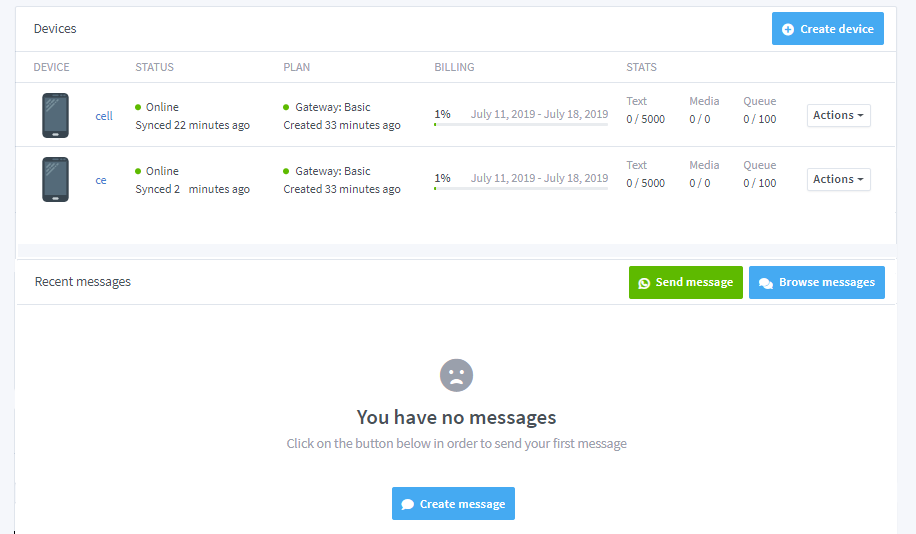 Devices
Create device
DEVICE STATUS PLAN BILLING STATS
cell
Online
Synced 22 minutes ago
Gateway: Basic
Created 33 minutes ago
1% July 11, 2019 - July 18, 2019
Text Media Queue
0 / 5000 0 / 0 0 / 100
Actions
ce
Online
Synced 2 minutes ago
Gateway: Basic
Created 33 minutes ago
1% July 11, 2019 - July 18, 2019
Text Media Queue
0 / 5000 0 / 0 0 / 100
Actions
Recent messages
Send message
Browse messages
You have no messages
Click on the button below in order to send your first message
Create message